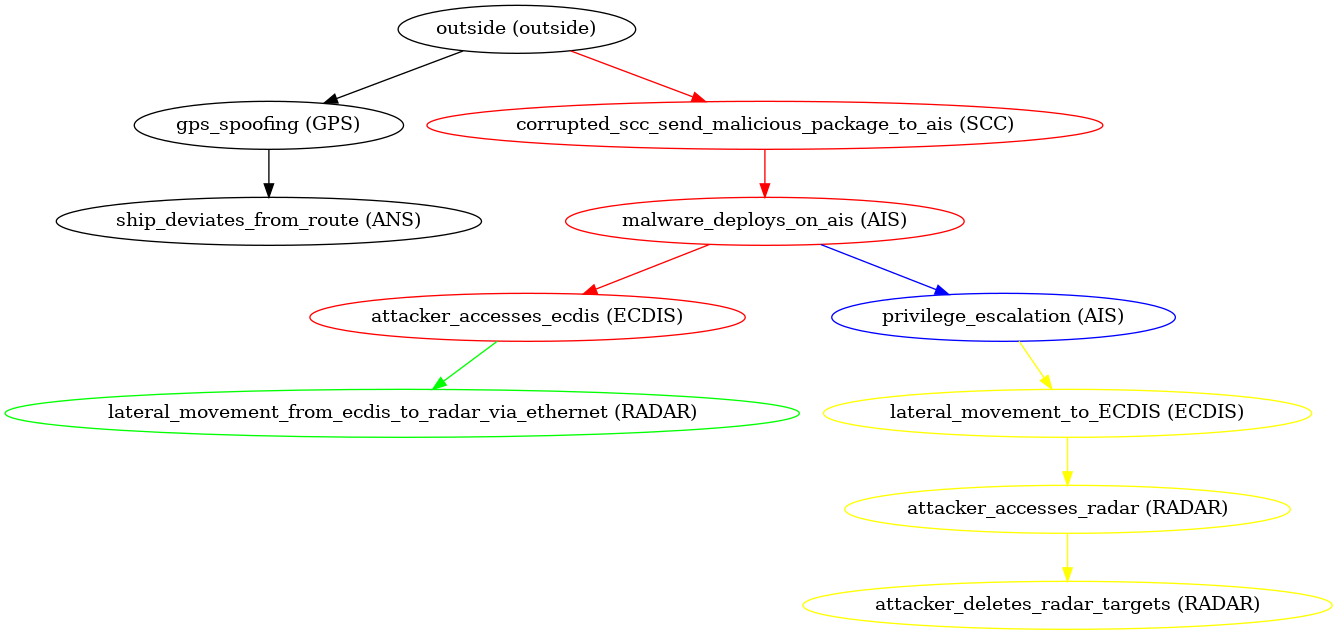 outside (outside)
gps_spoofing (GPS)
corrupted_scc_send_malicious_package_to_ais (SCC)
ship_deviates_from_route (ANS)
malware_deploys_on_ais (AIS)
attacker_accesses_ecdis (ECDIS)
privilege_escalation (AIS)
lateral_movement_from_ecdis_to_radar_via_ethernet (RADAR)
lateral_movement_to_ECDIS (ECDIS)
attacker_accesses_radar (RADAR)
attacker_deletes_radar_targets (RADAR)